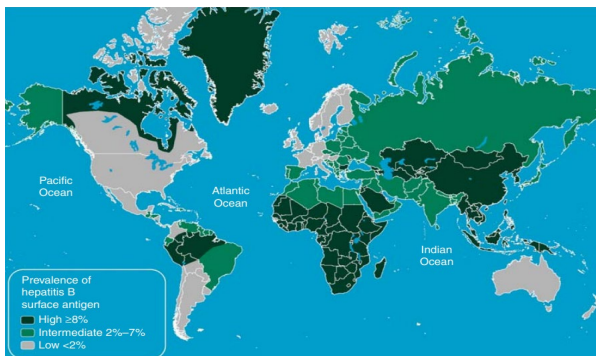 Pacific
Ocean
Atlantic
Ocean
Indian
Ocean
Prevalence of
hepatitis B
surface antigen
High ≥8%
Intermediate 2%–7%
Low <2%